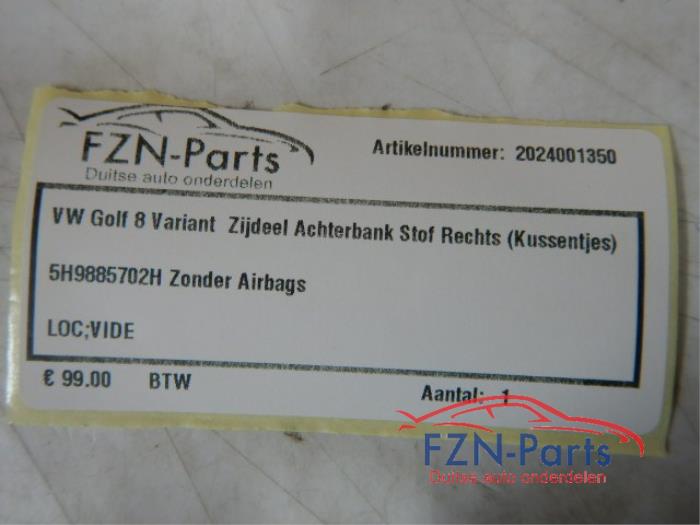 FZN-Parts
Duitse auto onderdelen
Artikelnummer: 2024001350
VW Golf 8 Variant Zijdeel Achterbank Stof Rechts (Kussentjes)
5H9885702H Zonder Airbags
LOC;VIDE
€ 99.00 BTW Aantal: 1
FZN-Parts
Duitse auto onderdelen